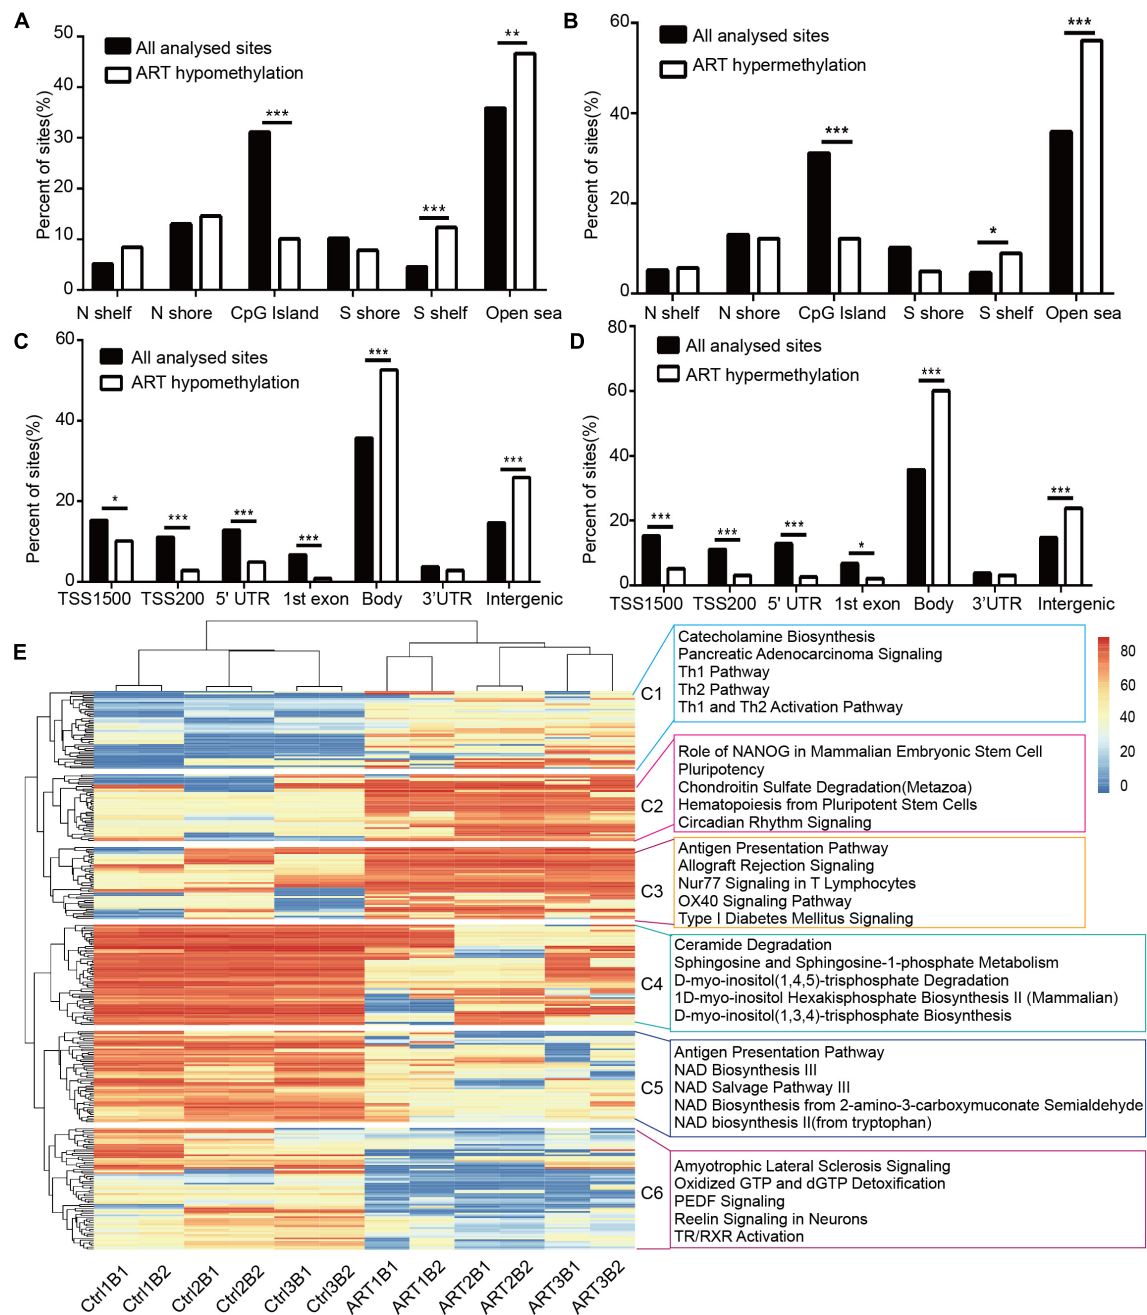 A
50
40
30
20
10
0
Percent of sites(%)
All analysed sites
ART hypomethylation
***
***
**
N shelf
N shore
CpG Island
S shore
S shelf
Open sea
B
60
40
20
0
Percent of sites(%)
All analysed sites
ART hypermethylation
***
*
***
N shelf
N shore
CpG Island
S shore
S shelf
Open sea
C
60
40
20
0
Percent of sites(%)
All analysed sites
ART hypomethylation
*
***
***
***
***
***
TSS1500
TSS200
5' UTR
1st exon
Body
3'UTR
Intergenic
D
80
60
40
20
0
Percent of sites(%)
All analysed sites
ART hypermethylation
***
***
***
*
***
***
TSS1500
TSS200
5' UTR
1st exon
Body
3'UTR
Intergenic
E
C1
Catecholamine Biosynthesis
Pancreatic Adenocarcinoma Signaling
Th1 Pathway
Th2 Pathway
Th1 and Th2 Activation Pathway
C2
Role of NANOG in Mammalian Embryonic Stem Cell
Pluripotency
Chondroitin Sulfate Degradation(Metazoa)
Hematopoiesis from Pluripotent Stem Cells
Circadian Rhythm Signaling
C3
Antigen Presentation Pathway
Allograft Rejection Signaling
Nur77 Signaling in T Lymphocytes
OX40 Signaling Pathway
Type I Diabetes Mellitus Signaling
C4
Ceramide Degradation
Sphingosine and Sphingosine-1-phosphate Metabolism
D-myo-inositol(1,4,5)-trisphosphate Degradation
1D-myo-inositol Hexakisphosphate Biosynthesis II (Mammalian)
D-myo-inositol(1,3,4)-trisphosphate Biosynthesis
C5
Antigen Presentation Pathway
NAD Biosynthesis III
NAD Salvage Pathway III
NAD Biosynthesis from 2-amino-3-carboxymuconate Semialdehyde
NAD biosynthesis II(from tryptophan)
C6
Amyotrophic Lateral Sclerosis Signaling
Oxidized GTP and dGTP Detoxification
PEDF Signaling
Reelin Signaling in Neurons
TR/RXR Activation
80
60
40
20
0
Ctrl1B1
Ctrl1B2
Ctrl2B1
Ctrl2B2
Ctrl3B1
Ctrl3B2
ART1B1
ART1B2
ART2B1
ART2B2
ART3B1
ART3B2